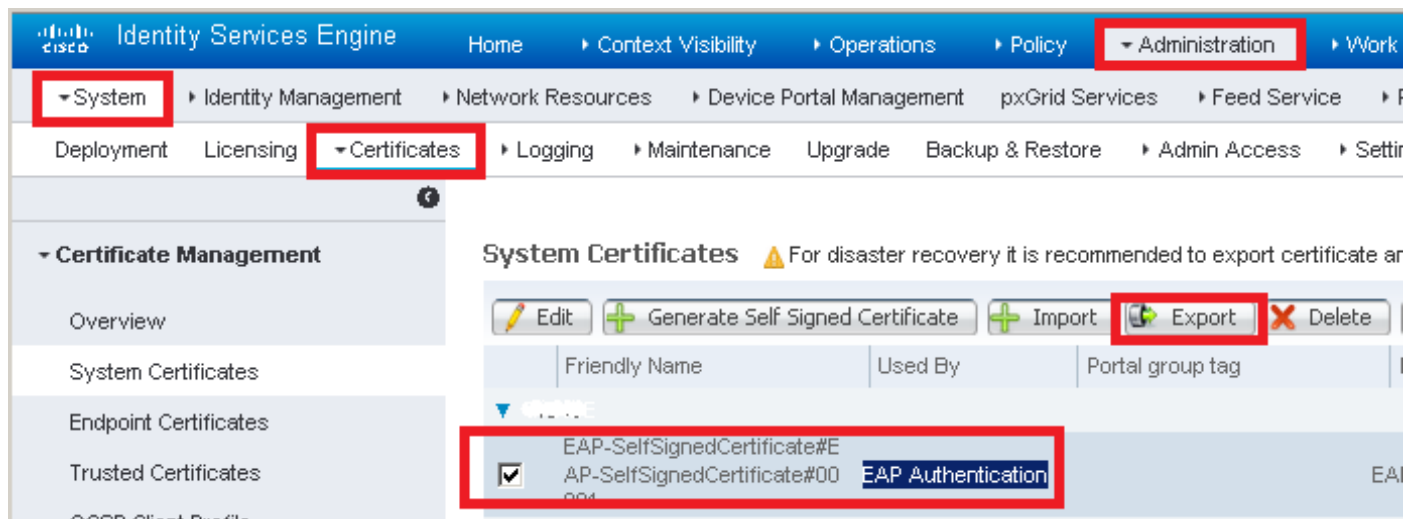 cisco Identity Services Engine Home Context Visibility Operations Policy Administration Work
System Identity Management Network Resources Device Portal Management pxGrid Services Feed Service
Deployment Licensing Certificates Logging Maintenance Upgrade Backup & Restore Admin Access
Certificate Management
Overview
System Certificates
Endpoint Certificates
Trusted Certificates
System Certificates For disaster recovery it is recommended to export certificate
Edit Generate Self Signed Certificate Import Export Delete
Friendly Name Used By Portal group tag
EAP-SelfSignedCertificate#E
AP-SelfSignedCertificate#00 EAP Authentication